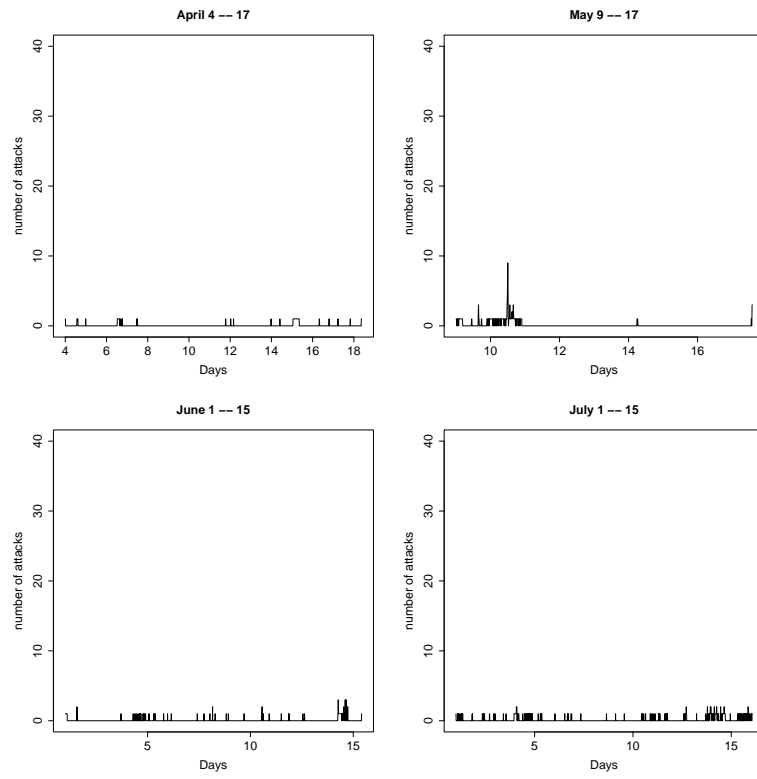 April 4 −− 17
number of attacks
0 10 20 30 40
4 6 8 10 12 14 16 18
Days
May 9 −− 17
number of attacks
0 10 20 30 40
10 12 14 16
Days
June 1 −− 15
number of attacks
0 10 20 30 40
5 10 15
Days
July 1 −− 15
number of attacks
0 10 20 30 40
5 10 15
Days